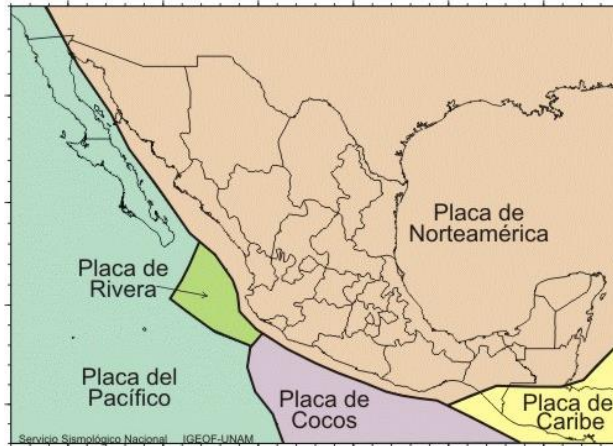 Placa de
Norteamérica
Placa de
Rivera
Placa del
Pacífico
Placa de
Cocos
Placa de
Caribe
Servicio Sismológico Nacional IGEOF-UNAM